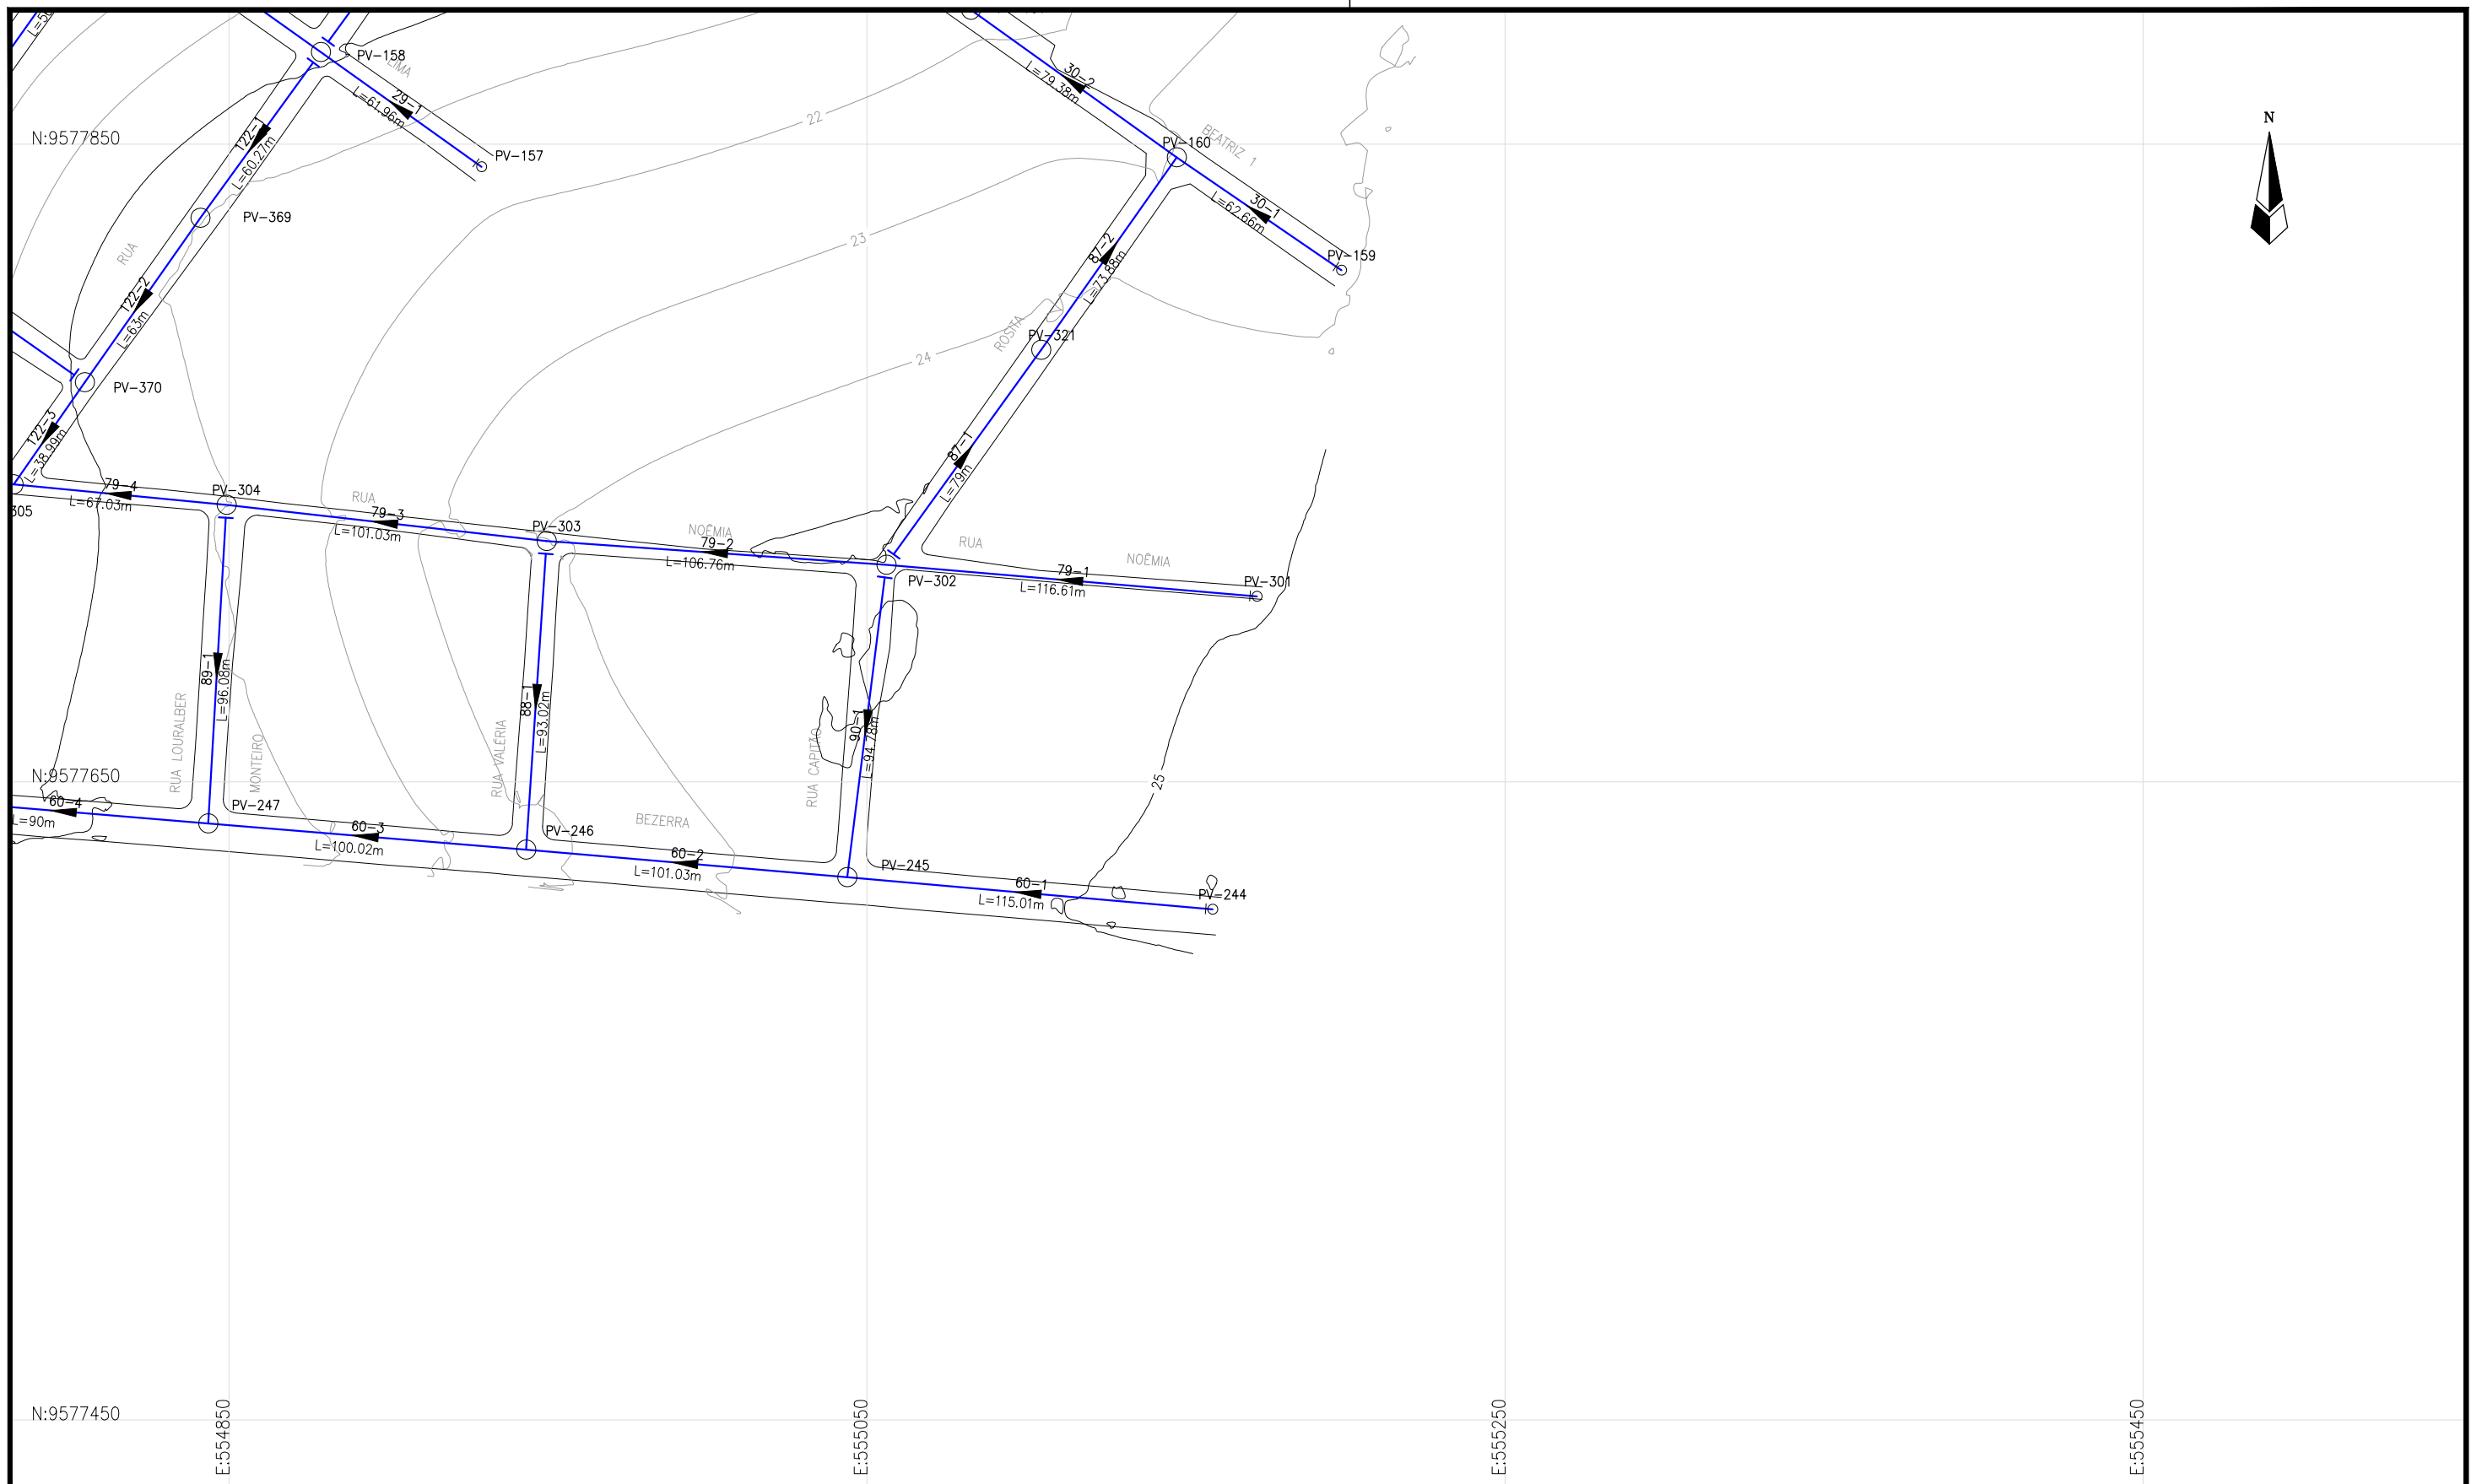 PV-158
LIMA
29-1
L=61.96m
PV-157
30-2
L=79.38m
22
N
N:9577850
122-1
L=60.27m
PV-160
BEATRIZ 1
30-1
L=62.66m
PV-159
PV-369
RUA
23
87-2
L=73.88m
122-2
L=63m
ROSITA
PV-321
24
PV-370
122-3
L=38.99m
87-1
L=79m
79-4
L=67.03m
305
PV-304
RUA
79-3
L=101.03m
PV-303
NOÊMIA
79-2
L=106.76m
PV-302
RUA
NOÊMIA
79-1
L=116.61m
PV-301
89-1
L=96.08m
RUA LOURALBER
MONTEIRO
88-1
L=93.02m
RUA VALÉRIA
90-1
L=94.78m
RUA CAPITÃO
25
N:9577650
60-4
L=90m
PV-247
60-3
L=100.02m
PV-246
BEZERRA
60-2
L=101.03m
PV-245
60-1
L=115.01m
PV-244
N:9577450
E:554850
E:555050
E:555250
E:555450